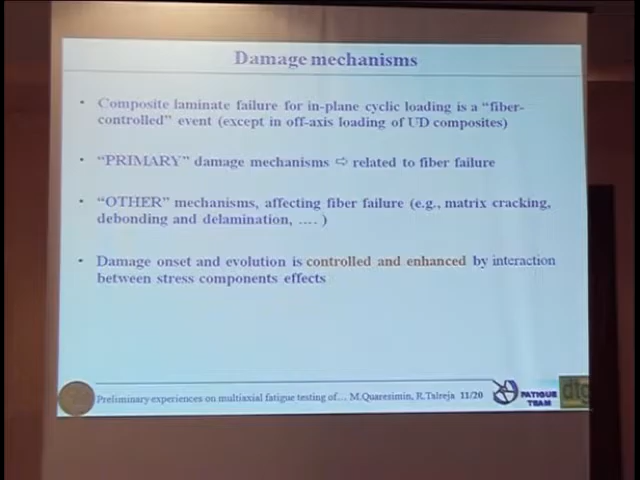 Damage mechanisms
• Composite laminate failure for in-plane cyclic loading is a “fiber-
controlled” event (except in off-axis loading of UD composites)
• “PRIMARY” damage mechanisms ⇨ related to fiber failure
• “OTHER” mechanisms, affecting fiber failure (e.g., matrix cracking,
debonding and delamination, .... )
• Damage onset and evolution is controlled and enhanced by interaction
between stress components effects
Preliminary experiences on multiaxial fatigue testing of... M.Quaresimin, R.Talreja 11/20
FATIGUE
TEAM
dtg